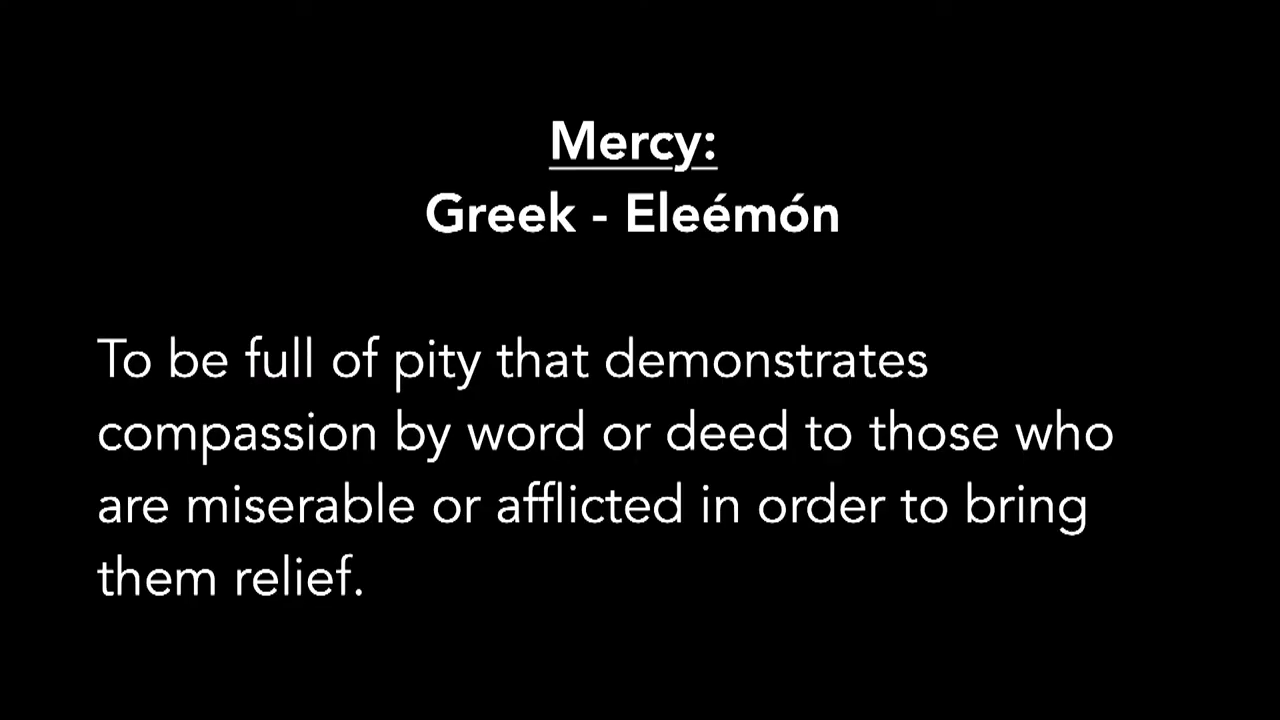 Mercy:
Greek - Eleémón
To be full of pity that demonstrates
compassion by word or deed to those who
are miserable or afflicted in order to bring
them relief.